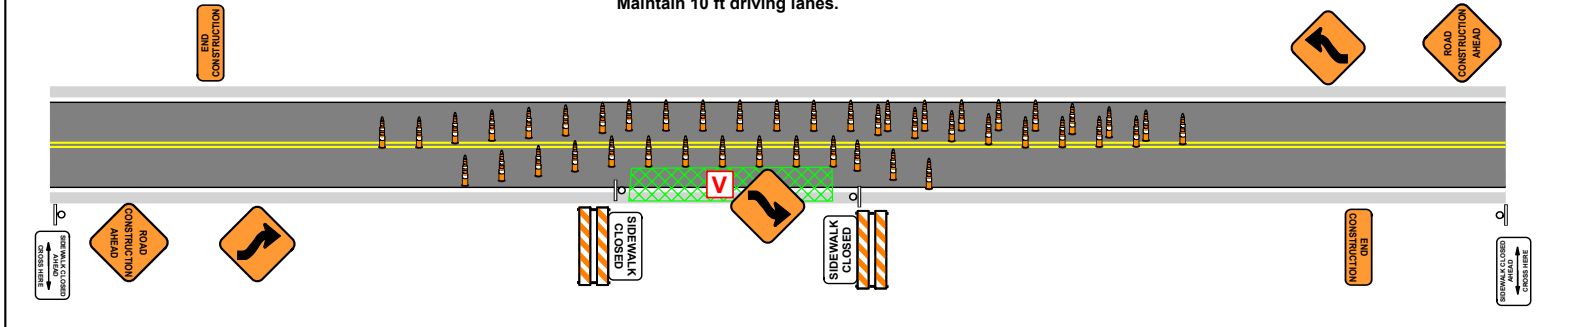 Maintain 10 ft driving lanes.
END
CONSTRUCTION
ROAD
CONSTRUCTION
AHEAD
V
SIDEWALK CLOSED
AHEAD
CROSS HERE
ROAD
CONSTRUCTION
AHEAD
SIDEWALK
CLOSED
SIDEWALK
CLOSED
END
CONSTRUCTION
SIDEWALK CLOSED
AHEAD
CROSS HERE